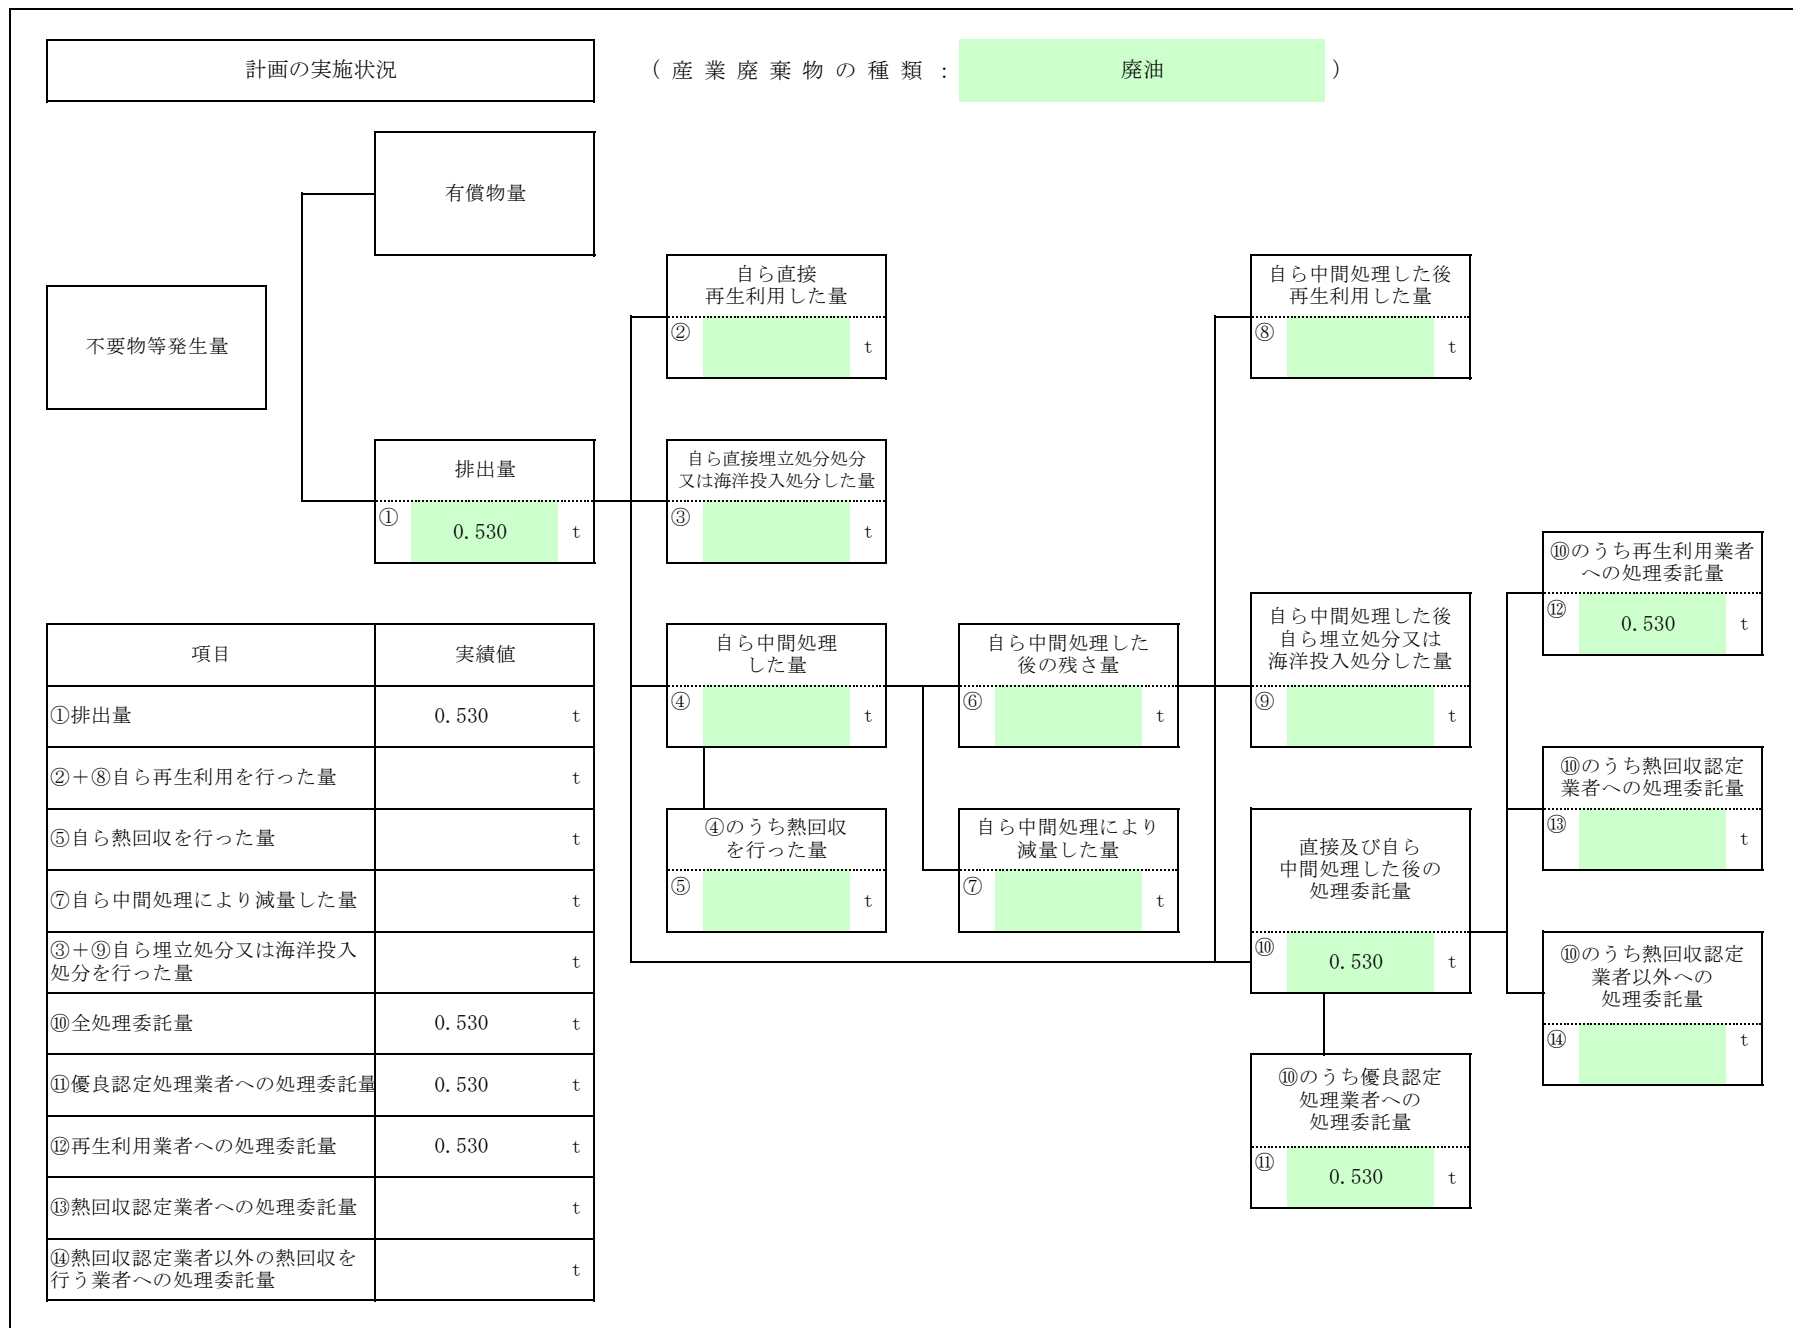 計画の実施状況
（産業廃棄物の種類：
廃油
）
有償物量
不要物等発生量
自ら直接
再生利用した量
②
t
自ら中間処理した後
再生利用した量
⑧
t
排出量
①
0.530
t
自ら直接埋立処分処分
又は海洋投入処分した量
③
t
⑩のうち再生利用業者
への処理委託量
⑫
0.530
t
自ら中間処理
した量
④
t
自ら中間処理した
後の残さ量
⑥
t
自ら中間処理した後
自ら埋立処分又は
海洋投入処分した量
⑨
t
⑩のうち熱回収認定
業者への処理委託量
⑬
t
④のうち熱回収
を行った量
⑤
t
自ら中間処理により
減量した量
⑦
t
直接及び自ら
中間処理した後の
処理委託量
⑩
0.530
t
⑩のうち熱回収認定
業者以外への
処理委託量
⑭
t
⑩のうち優良認定
処理業者への
処理委託量
⑪
0.530
t
項目 実績値
①排出量 0.530 t
②＋⑧自ら再生利用を行った量 t
⑤自ら熱回収を行った量 t
⑦自ら中間処理により減量した量 t
③＋⑨自ら埋立処分又は海洋投入
処分を行った量 t
⑩全処理委託量 0.530 t
⑪優良認定処理業者への処理委託量 0.530 t
⑫再生利用業者への処理委託量 0.530 t
⑬熱回収認定業者への処理委託量 t
⑭熱回収認定業者以外の熱回収を
行う業者への処理委託量 t